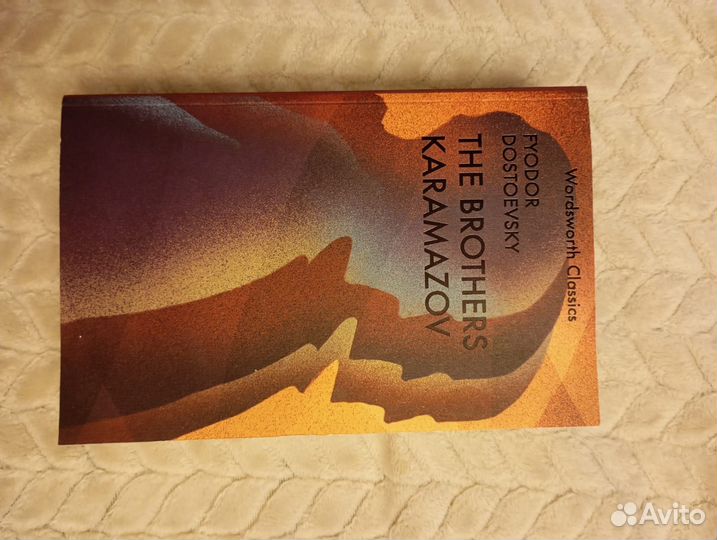 Wordsworth Classics
FYODOR
DOSTOEVSKY
THE BROTHERS
KARAMAZOV
Avito